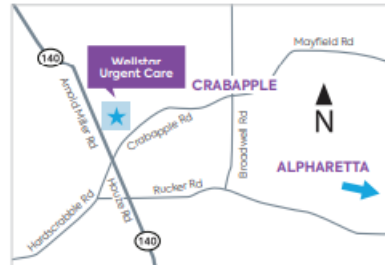 Mayfield Rd
140
Wellstar
Urgent Care
CRABAPPLE
Arnold Miller Rd
Crabapple Rd
Broadwell Rd
N
ALPHARETTA
Rucker Rd
Houze Rd
Hardscrabble Rd
140